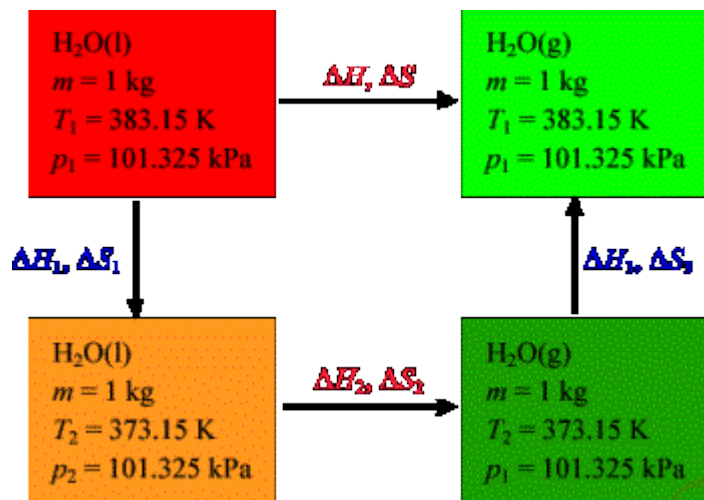 H₂O(l)
m = 1 kg
T₁ = 383.15 K
p₁ = 101.325 kPa
ΔH, ΔS
H₂O(g)
m = 1 kg
T₁ = 383.15 K
p₁ = 101.325 kPa
ΔH₁, ΔS₁
ΔH₁, ΔS₃
H₂O(l)
m = 1 kg
T₂ = 373.15 K
p₂ = 101.325 kPa
ΔH₂, ΔS₂
H₂O(g)
m = 1 kg
T₂ = 373.15 K
p₁ = 101.325 kPa